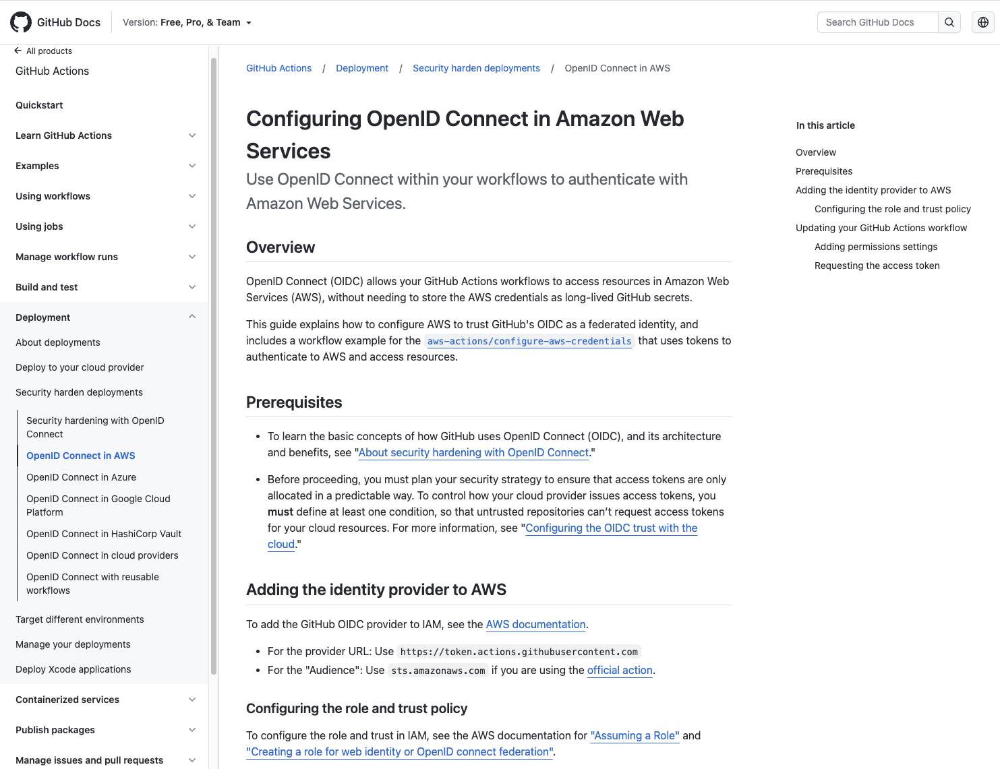 GitHub Docs
Version: Free, Pro, & Team
Search GitHub Docs
All products
GitHub Actions
Quickstart
Learn GitHub Actions
Examples
Using workflows
Using jobs
Manage workflow runs
Build and test
Deployment
About deployments
Deploy to your cloud provider
Security harden deployments
Security hardening with OpenID
Connect
OpenID Connect in AWS
OpenID Connect in Azure
OpenID Connect in Google Cloud
Platform
OpenID Connect in HashiCorp Vault
OpenID Connect in cloud providers
OpenID Connect with reusable
workflows
Target different environments
Manage your deployments
Deploy Xcode applications
Containerized services
Publish packages
Manage issues and pull requests
GitHub Actions / Deployment / Security harden deployments / OpenID Connect in AWS
Configuring OpenID Connect in Amazon Web
Services
Use OpenID Connect within your workflows to authenticate with
Amazon Web Services.
Overview
OpenID Connect (OIDC) allows your GitHub Actions workflows to access resources in Amazon Web
Services (AWS), without needing to store the AWS credentials as long-lived GitHub secrets.
This guide explains how to configure AWS to trust GitHub's OIDC as a federated identity, and
includes a workflow example for the aws-actions/configure-aws-credentials that uses tokens to
authenticate to AWS and access resources.
Prerequisites
• To learn the basic concepts of how GitHub uses OpenID Connect (OIDC), and its architecture
and benefits, see "About security hardening with OpenID Connect."
• Before proceeding, you must plan your security strategy to ensure that access tokens are only
allocated in a predictable way. To control how your cloud provider issues access tokens, you
must define at least one condition, so that untrusted repositories can’t request access tokens
for your cloud resources. For more information, see "Configuring the OIDC trust with the
cloud."
Adding the identity provider to AWS
To add the GitHub OIDC provider to IAM, see the AWS documentation.
• For the provider URL: Use https://token.actions.githubusercontent.com
• For the "Audience": Use sts.amazonaws.com if you are using the official action.
Configuring the role and trust policy
To configure the role and trust in IAM, see the AWS documentation for "Assuming a Role" and
"Creating a role for web identity or OpenID connect federation".
In this article
Overview
Prerequisites
Adding the identity provider to AWS
Configuring the role and trust policy
Updating your GitHub Actions workflow
Adding permissions settings
Requesting the access token